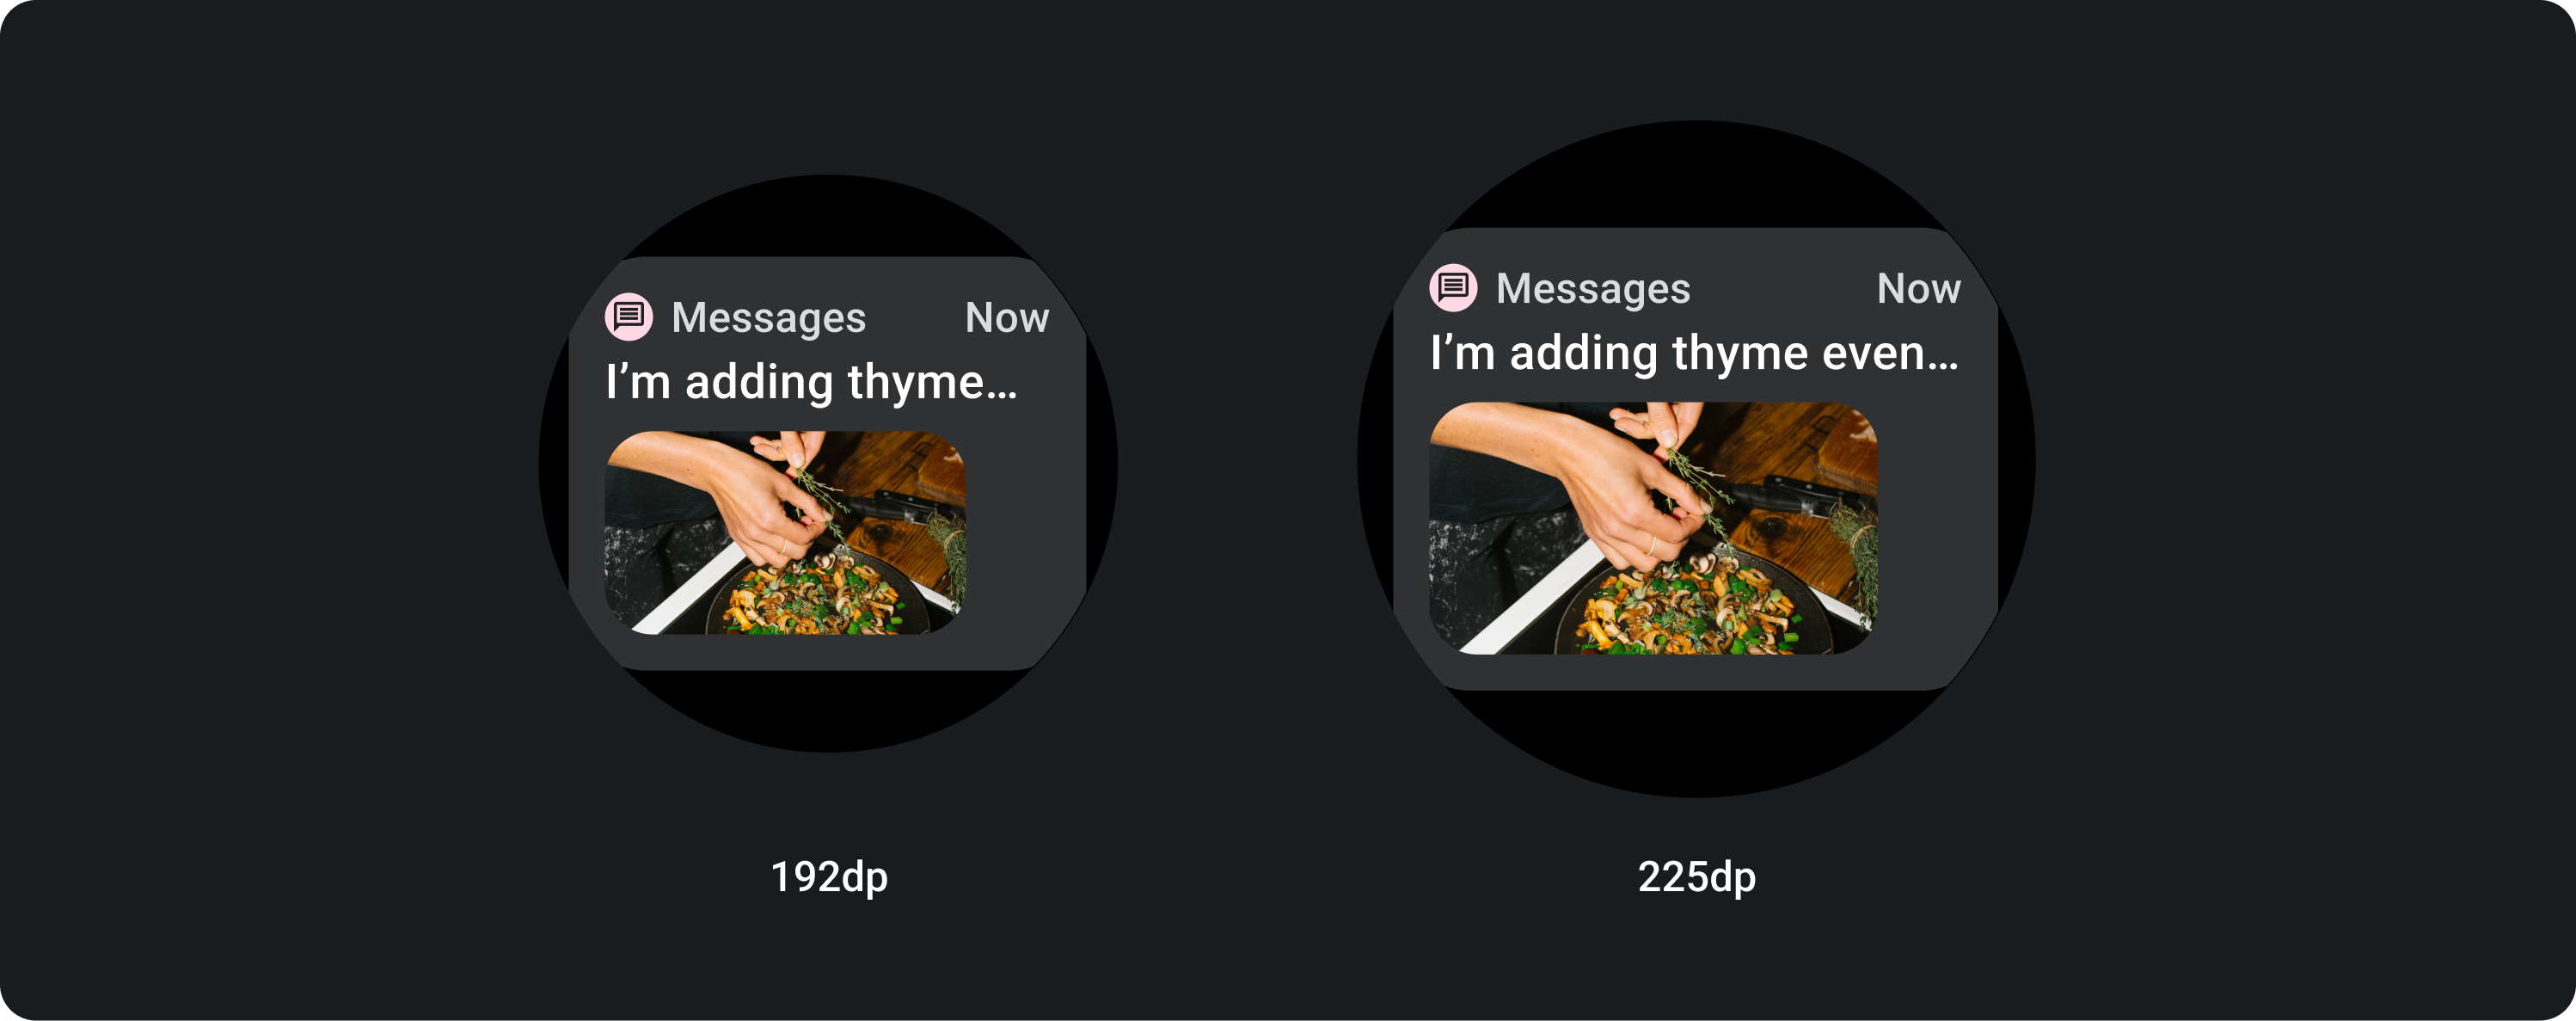 Messages Now
I’m adding thyme…
192dp
Messages Now
I’m adding thyme even…
225dp